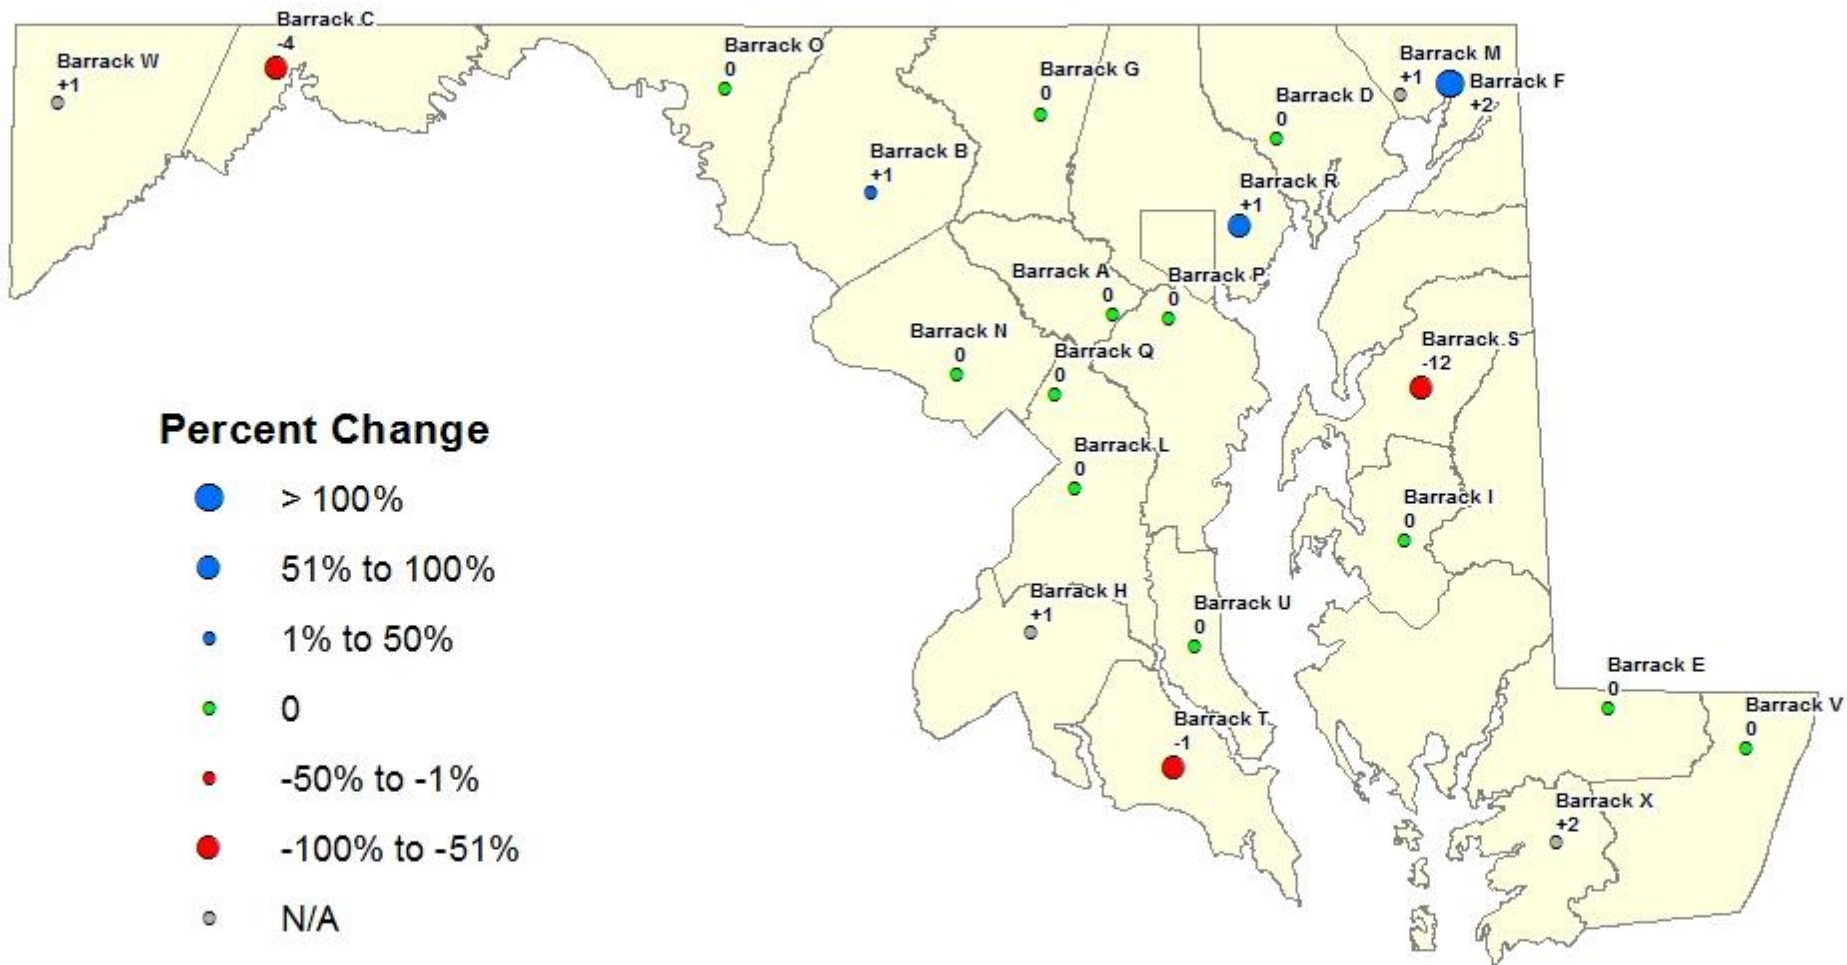 Barrack C
-4
Barrack W
+1
Barrack O
0
Barrack G
0
Barrack M
+1
Barrack F
+2
Barrack D
0
Barrack B
+1
Barrack R
+1
Barrack A
0
Barrack P
0
Barrack N
0
Barrack Q
0
Barrack S
-12
Barrack L
0
Barrack I
0
Barrack H
+1
Barrack U
0
Barrack E
0
Barrack V
0
Barrack T
-1
Barrack X
+2
Percent Change
> 100%
51% to 100%
1% to 50%
0
-50% to -1%
-100% to -51%
N/A